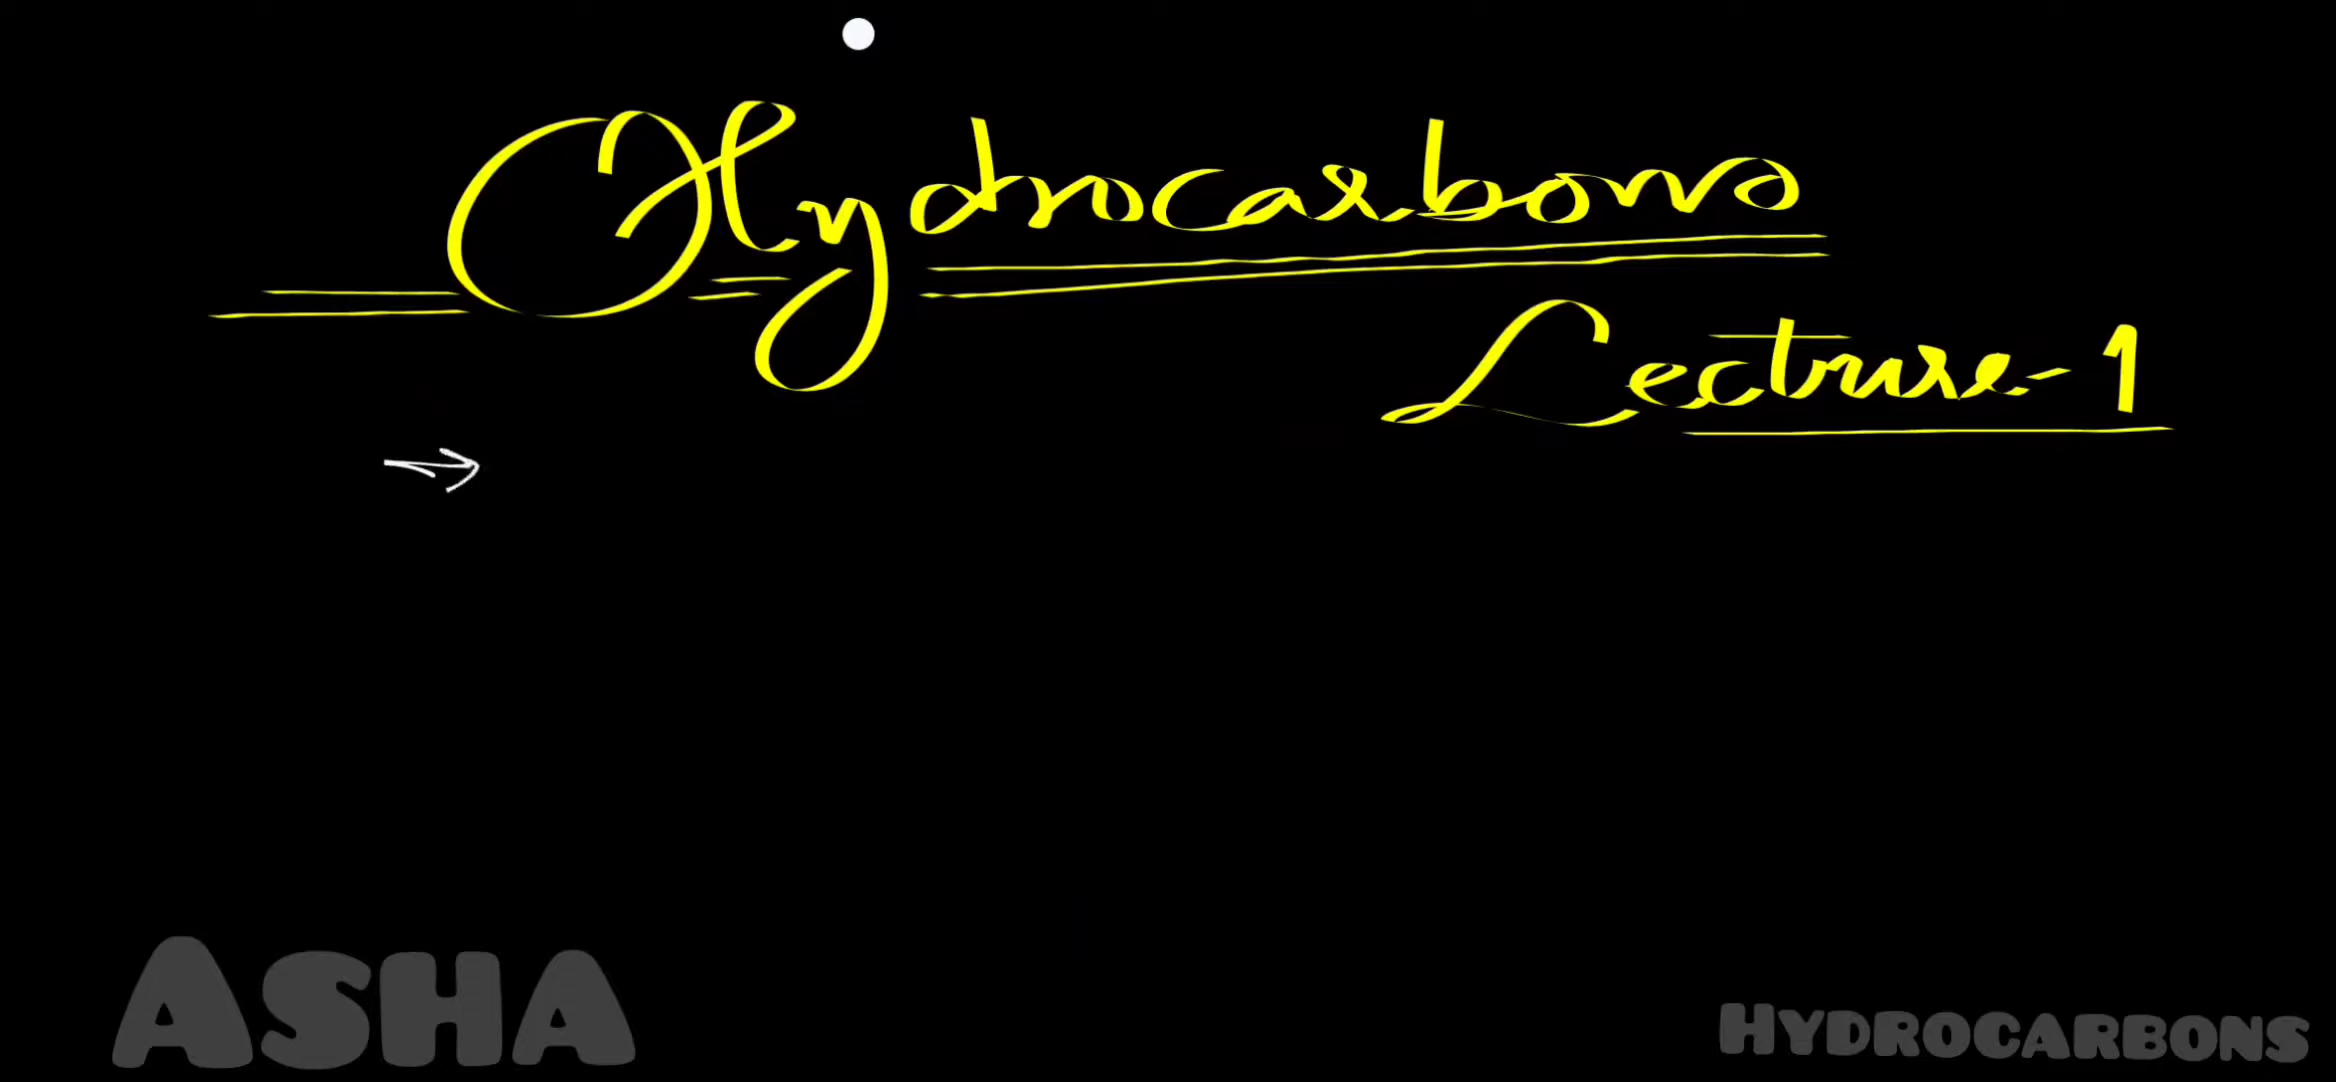 Hydrocarbons
Lecture-1
→
ASHA
HYDROCARBONS